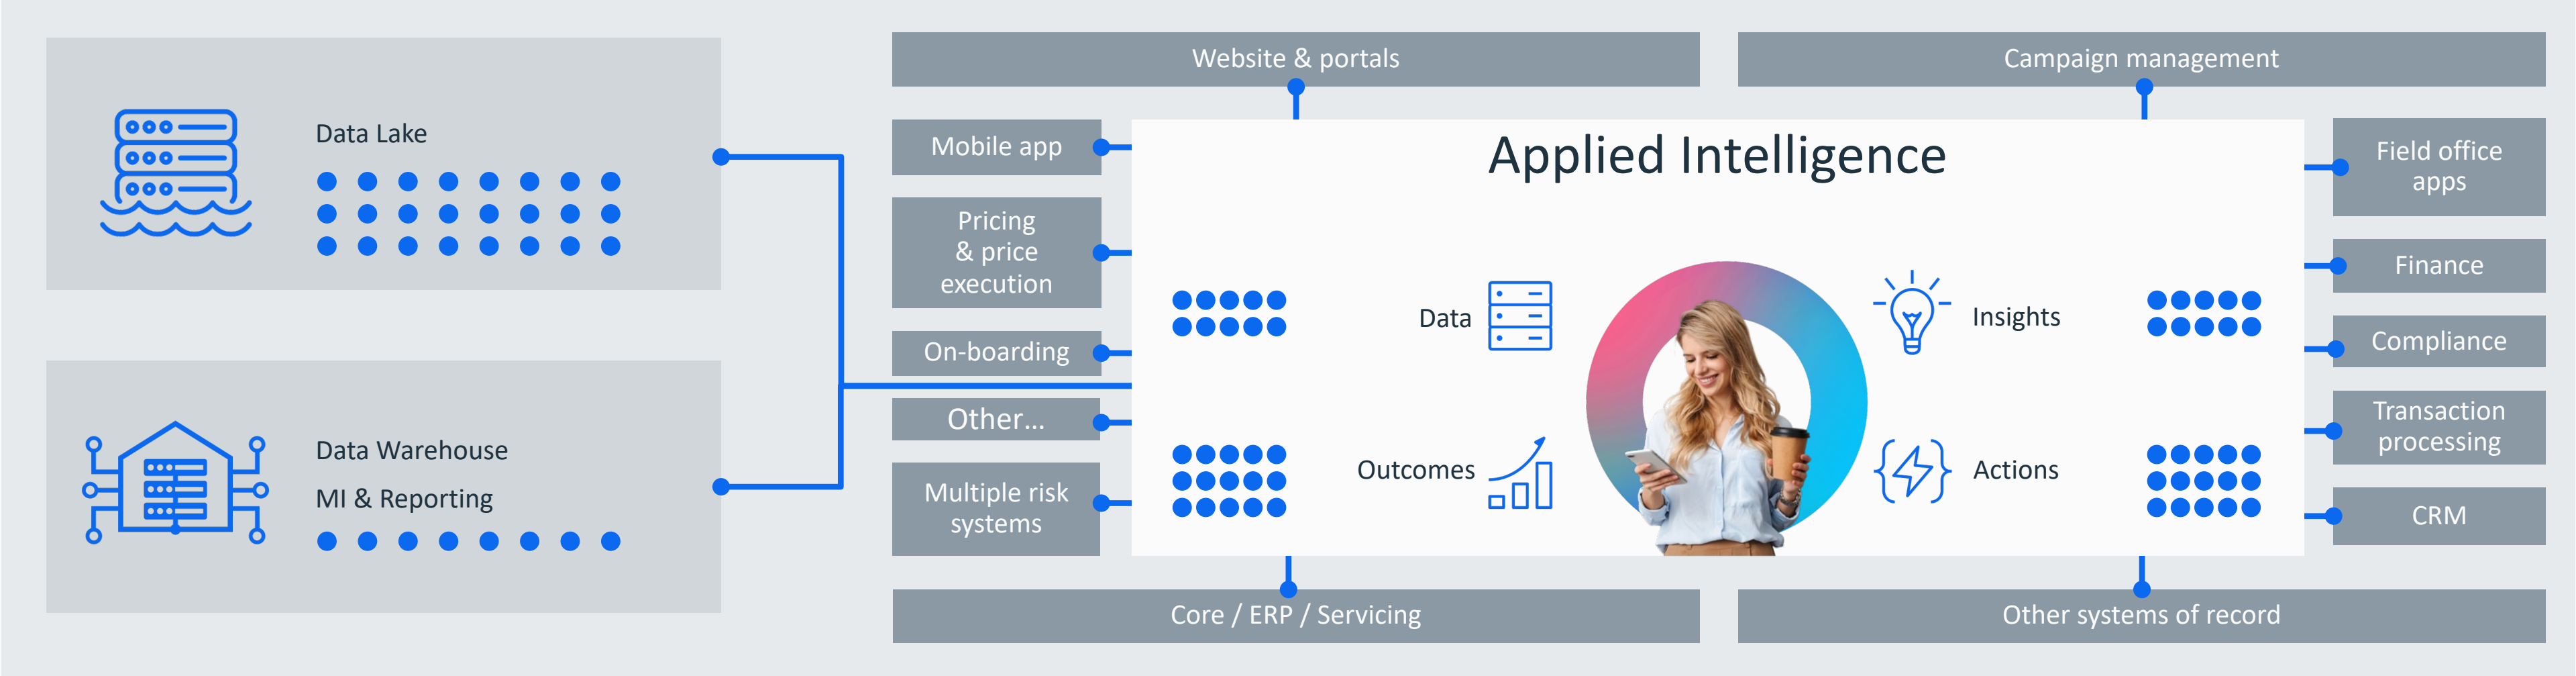 Data Lake
Data Warehouse
MI & Reporting
Website & portals
Campaign management
Mobile app
Pricing
& price
execution
On-boarding
Other...
Multiple risk
systems
Applied Intelligence
Data
Insights
Outcomes
Actions
Field office
apps
Finance
Compliance
Transaction
processing
CRM
Core / ERP / Servicing
Other systems of record